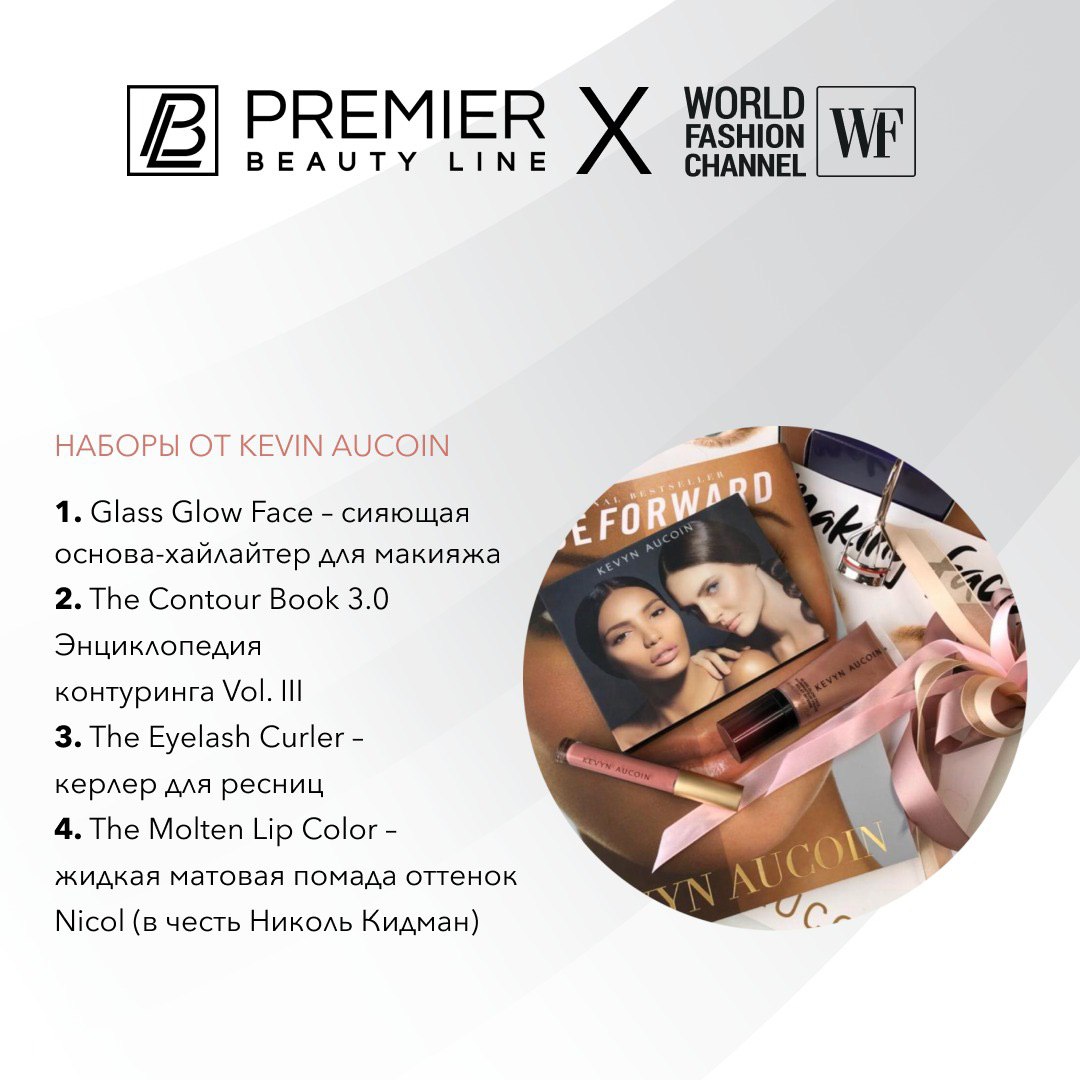 PREMIER
BEAUTY LINE
X
WORLD
FASHION
CHANNEL
WF
НАБОРЫ ОТ KEVIN AUCOIN
1. Glass Glow Face – сияющая
основа-хайлайтер для макияжа
2. The Contour Book 3.0
Энциклопедия
контуринга Vol. III
3. The Eyelash Curler –
керлер для ресниц
4. The Molten Lip Color –
жидкая матовая помада оттенок
Nicol (в честь Николь Кидман)
BESTSELLER
E FORWARD
KEVYN AUCOIN
KEVYN AUCOIN
KEVYN AUCOIN
YN AUCOIN